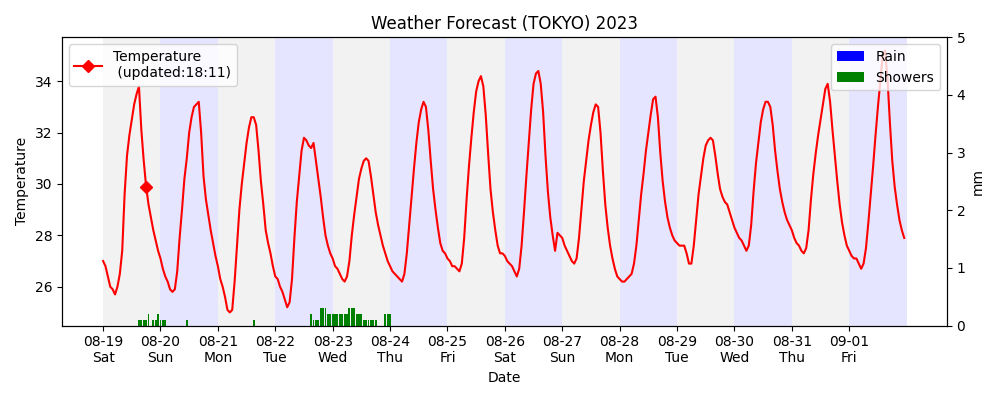 Weather Forecast (TOKYO) 2023
Temperature
(updated:18:11)
Rain
Showers
Temperature
34
32
30
28
26
5
4
3
2
1
0
mm
08-19 08-20 08-21 08-22 08-23 08-24 08-25 08-26 08-27 08-28 08-29 08-30 08-31 09-01
Sat Sun Mon Tue Wed Thu Fri Sat Sun Mon Tue Wed Thu Fri
Date